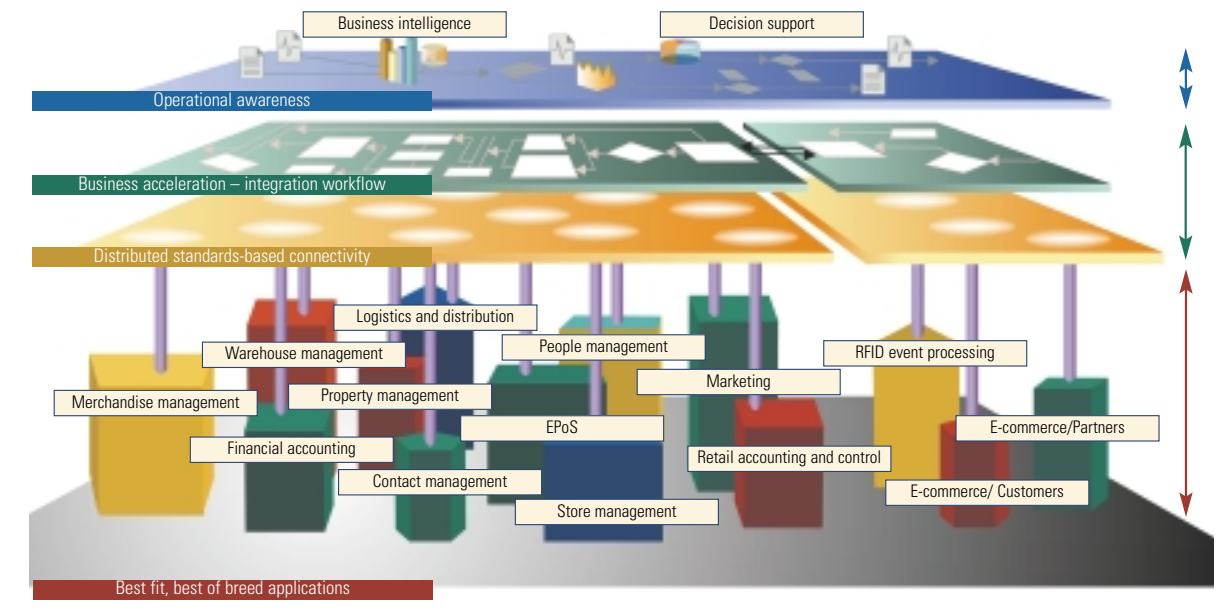 Business intelligence
Decision support
Operational awareness
Business acceleration – integration workflow
Distributed standards-based connectivity
Logistics and distribution
Warehouse management
People management
RFID event processing
Merchandise management
Property management
Marketing
Financial accounting
EPoS
E-commerce/Partners
Contact management
Retail accounting and control
E-commerce/ Customers
Store management
Best fit, best of breed applications